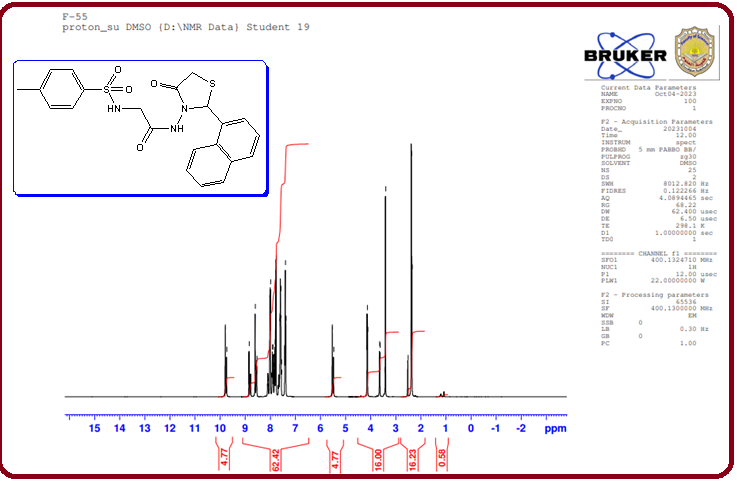 F-55
proton_su DMSO {D:\NMR Data} Student 19
BRUKER
O
O
S
HN
O
NH
O
N
S
Current Data Parameters
NAME Oct04-2023
EXPNO 100
PROCNO 1
F2 - Acquisition Parameters
Date_ 20231004
Time 12.00
INSTRUM spect
PROBHD 5 mm PABBO BB/
PULPROG zg30
SOLVENT DMSO
NS 25
DS 2
SWH 8012.820 Hz
FIDRES 0.122266 Hz
AQ 4.0894465 sec
RG 68.22
DW 62.400 usec
DE 6.50 usec
TE 298.1 K
D1 1.00000000 sec
TD0 1
======== CHANNEL f1 ========
SFO1 400.1324710 MHz
NUC1 1H
P1 12.00 usec
PLW1 22.00000000 W
F2 - Processing parameters
SI 65536
SF 400.1300000 MHz
WDW EM
SSB 0
LB 0.30 Hz
GB 0
PC 1.00
15 14 13 12 11 10 9 8 7 6 5 4 3 2 1 0 -1 -2 ppm
4.77 62.42 4.77 16.00 16.23 0.58